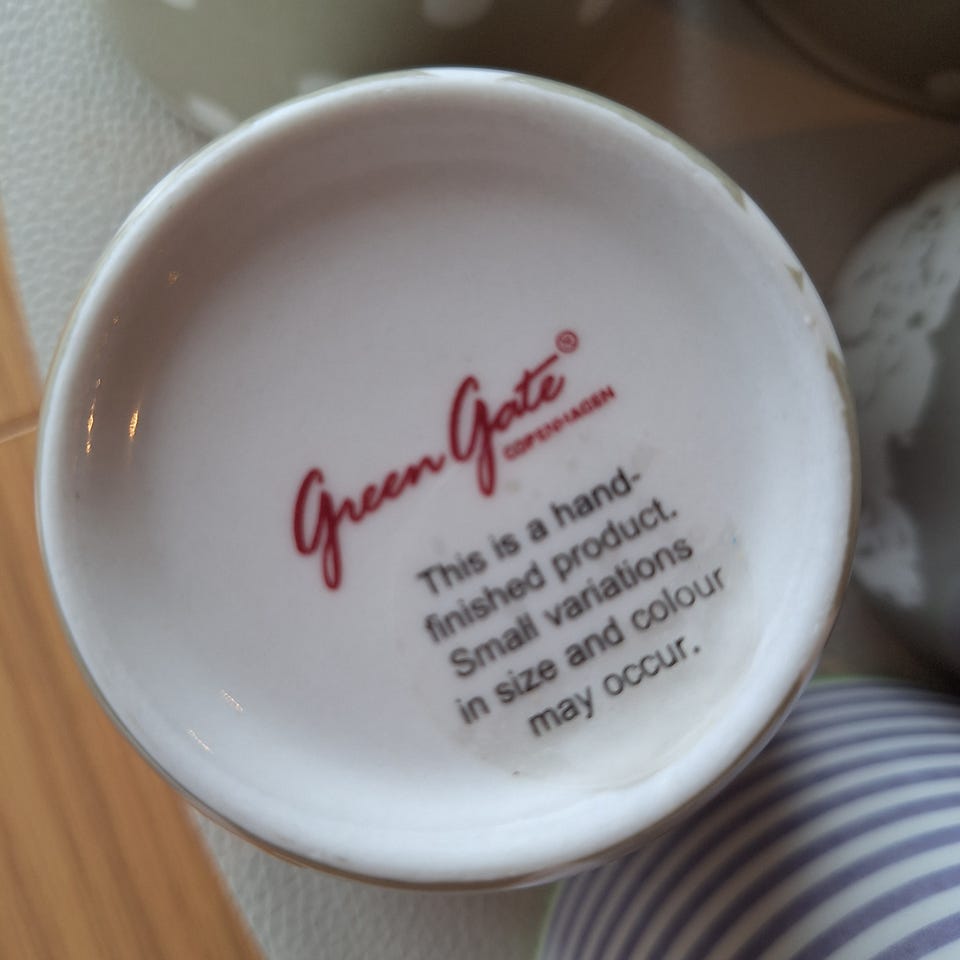 Green Gate®
COPENHAGEN
This is a hand-
finished product.
Small variations
in size and colour
may occur.